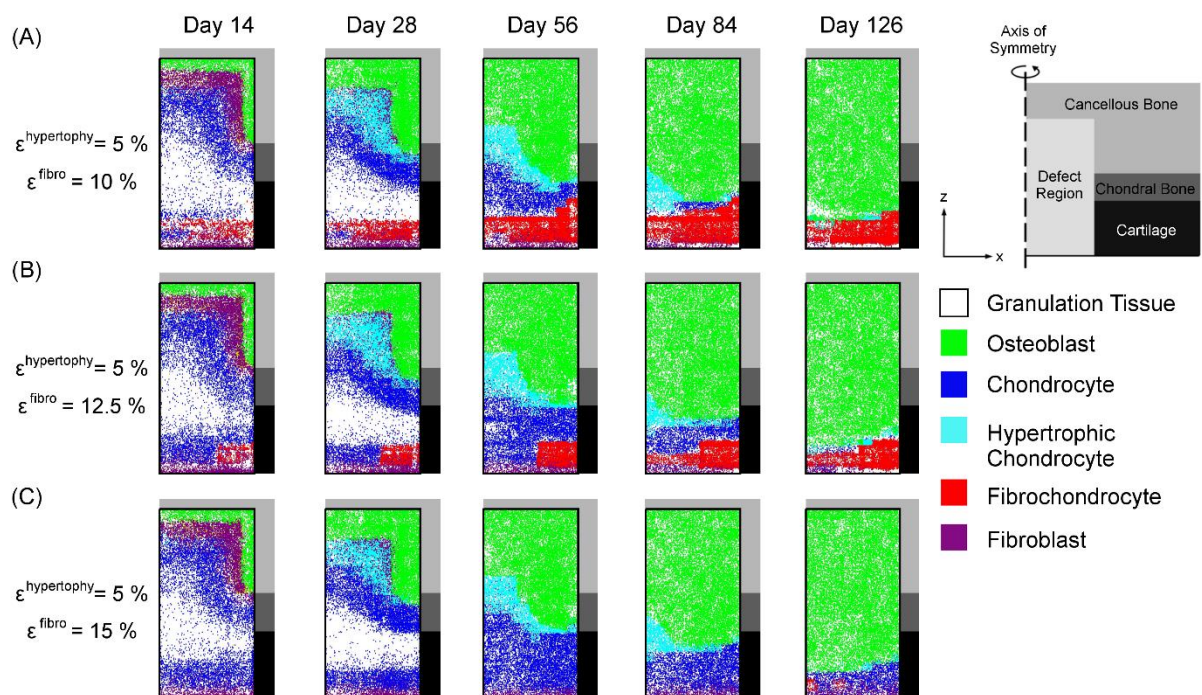 Day 14 Day 28 Day 56 Day 84 Day 126
(A)
εhypertophy= 5 %
εfibro = 10 %
(B)
εhypertophy= 5 %
εfibro = 12.5 %
(C)
εhypertophy= 5 %
εfibro = 15 %
Axis of
Symmetry
Cancellous Bone
Defect
Region
Chondral Bone
Cartilage
z
x
Granulation Tissue
Osteoblast
Chondrocyte
Hypertrophic
Chondrocyte
Fibrochondrocyte
Fibroblast